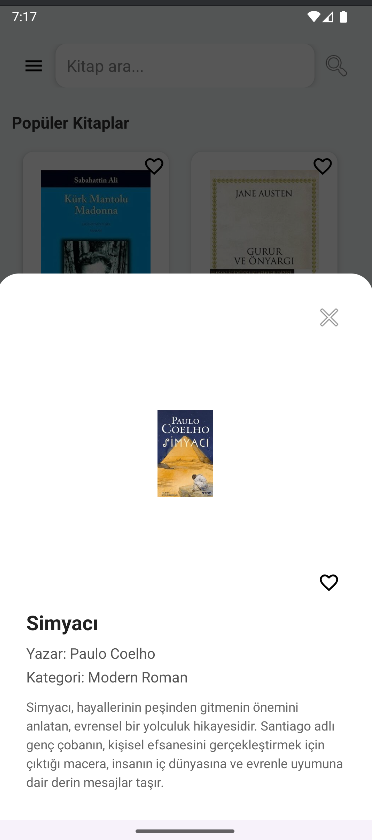 7:17
Kitap ara...
Popüler Kitaplar
Sabahattin Ali
Kürk Mantolu
Madonna
JANE AUSTEN
GURUR
VE ÖNYARGI
PAULO
COELHO
SİMYACI
Simyacı
Yazar: Paulo Coelho
Kategori: Modern Roman
Simyacı, hayallerinin peşinden gitmenin önemini
anlatan, evrensel bir yolculuk hikayesidir. Santiago adlı
genç çobanın, kişisel efsanesini gerçekleştirmek için
çıktığı macera, insanın iç dünyasına ve evrenle uyumuna
dair derin mesajlar taşır.